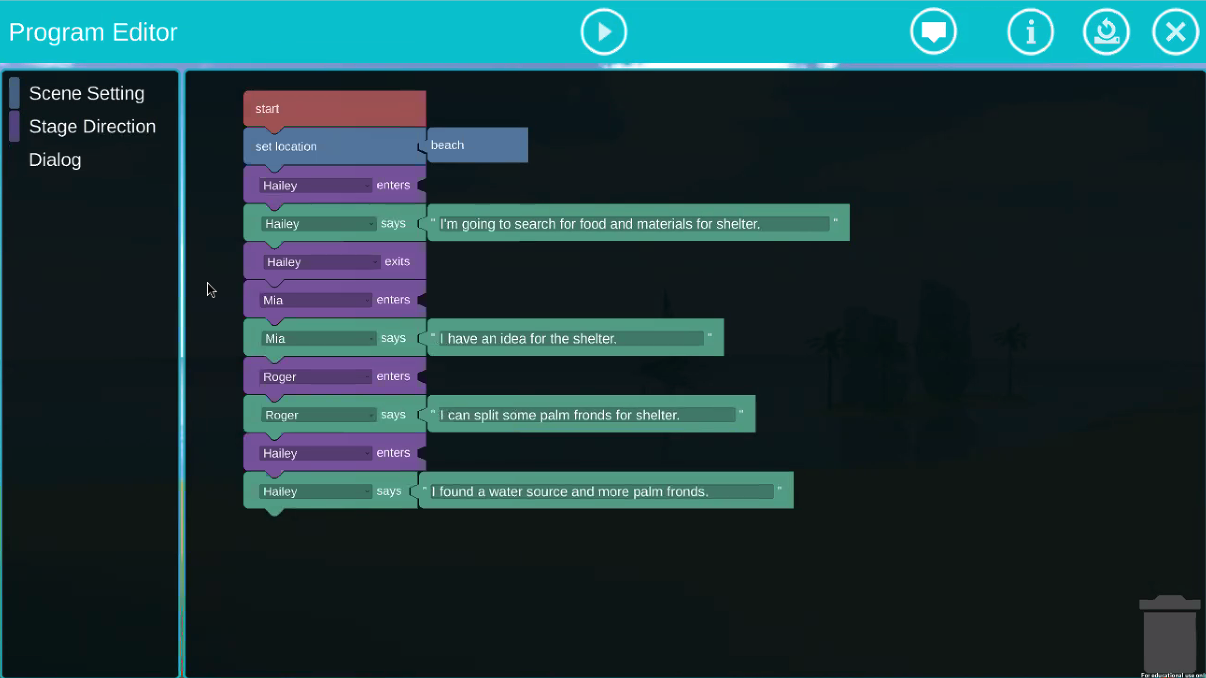 Program Editor
Scene Setting
Stage Direction
Dialog
start
set location beach
Hailey enters
Hailey says " I'm going to search for food and materials for shelter. "
Hailey exits
Mia enters
Mia says " I have an idea for the shelter. "
Roger enters
Roger says " I can split some palm fronds for shelter. "
Hailey enters
Hailey says " I found a water source and more palm fronds. "
For educational use only